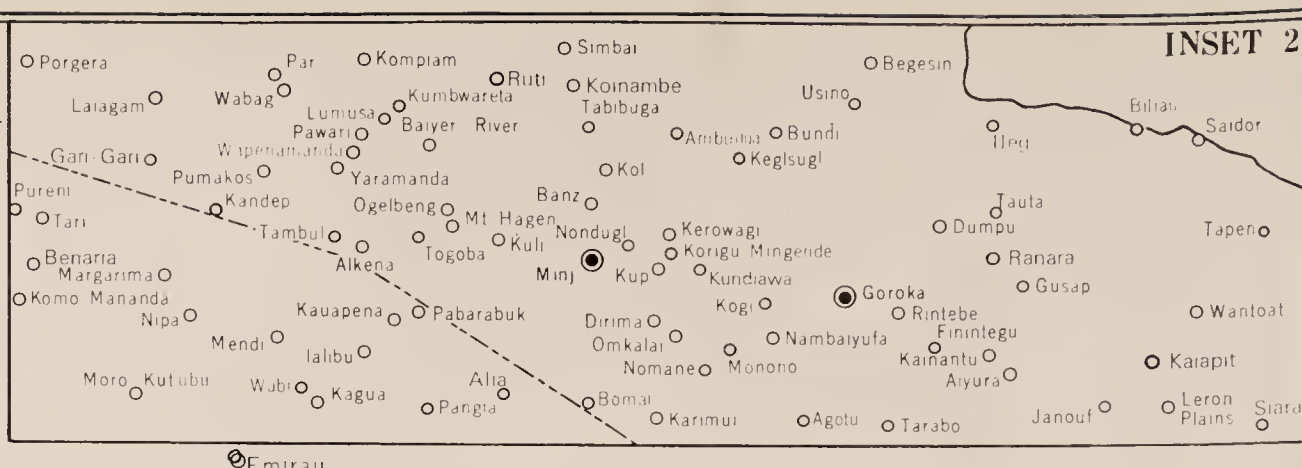 INSET 2
Simbai
Porgera
Par
Kompiam
Begesin
Ruti
Wabag
Koinambe
Laiagam
Kumbwareta
Usino
Lumusa
Tabibuga
Biliau
Pawari
Baiyer River
Bundi
Saidor
Wapenamanda
Gari-Gari
Keglsugl
Pumakos
Yaramanda
Kol
Pureni
Kandep
Ogelbeng
Banz
Tauta
Tari
Mt Hagen
Dumpu
Tapen
Tambul
Togoba
Kuli
Nondugl
Kerowagi
Alkena
Korigu Mingende
Ranara
Benaria
Margarima
Minj
Kup
Kundiawa
Gusap
Komo Mananda
Kogi
Goroka
Nipa
Kauapena
Pabarabuk
Dirima
Rintebe
Wantoat
Mendi
Omkalai
Nambaiyufa
Finintegu
Ialibu
Kainantu
Nomane
Monono
Kaiapit
Aiyura
Moro Kutubu
Wabi
Kagua
Alia
Pangia
Bomai
Karimui
Agotu
Tarabo
Janouf
Leron
Plains
Siara
Emirau